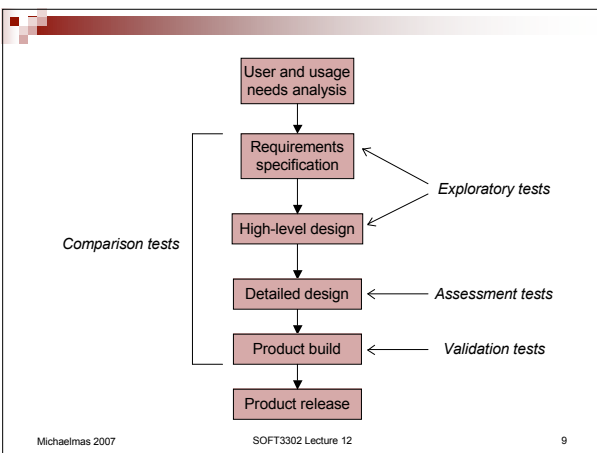 User and usage
needs analysis
Requirements
specification
Exploratory tests
High-level design
Comparison tests
Detailed design
Assessment tests
Product build
Validation tests
Product release
Michaelmas 2007
SOFT3302 Lecture 12
9